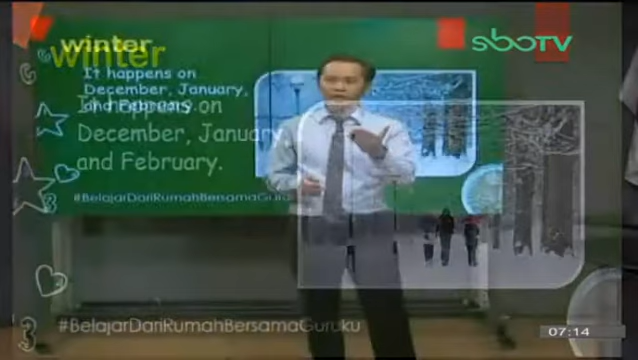 sboTV
winter
It happens on
December, January,
and February.
#BelajarDariRumahBersamaGuru
winter
It happens on
December, January
and February.
#BelajarDariRumahBersamaGuruku
07:14